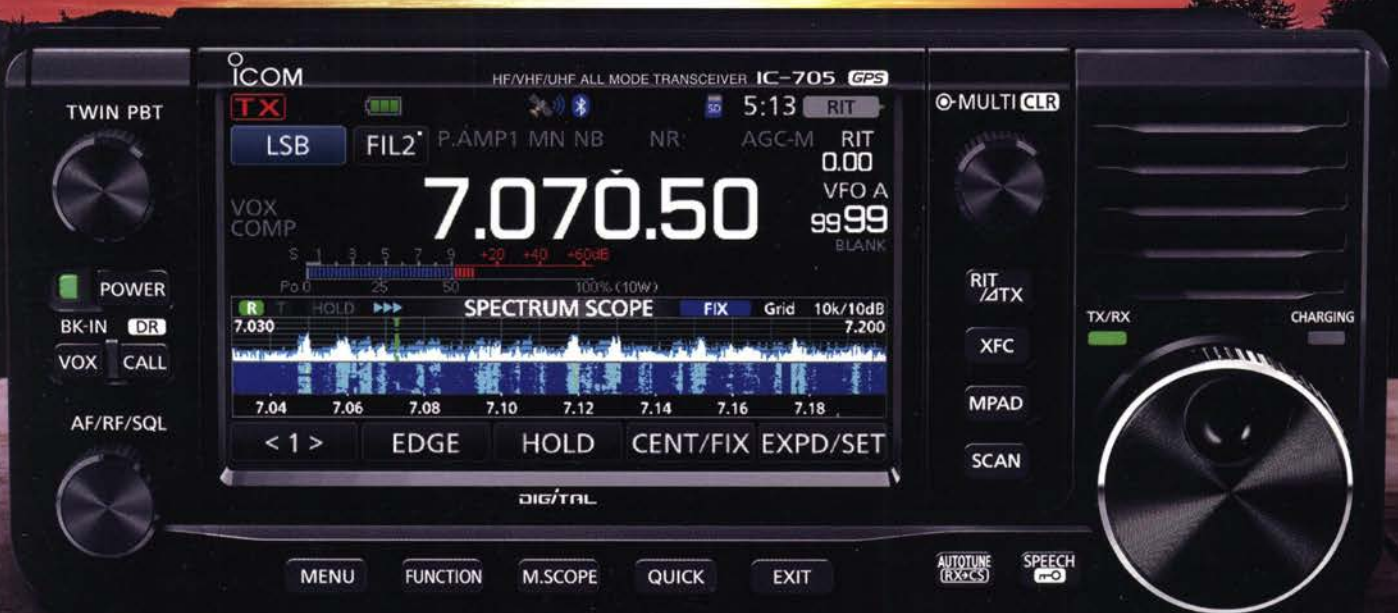 ICOM
HF/VHF/UHF ALL MODE TRANSCEIVER IC-705 GPS
TWIN PBT
TX
SD
5:13 RIT
MULTI CLR
LSB FIL2 P.AMP1 MN NB NR AGC-M RIT
0.00
7.070.50
VFO A
VOX
COMP
9999
BLANK
S 1 3 5 7 9 +20 +40 +60dB
Po 0 25 50 100% (10W)
POWER
R T HOLD SPECTRUM SCOPE FIX Grid 10k/10dB
7.030 7.200
BK-IN DR
VOX CALL
7.04 7.06 7.08 7.10 7.12 7.14 7.16 7.18
AF/RF/SQL
< 1 > EDGE HOLD CENT/FIX EXPD/SET
DIGITAL
RIT
/⊿TX
XFC
MPAD
SCAN
TX/RX CHARGING
MENU FUNCTION M.SCOPE QUICK EXIT
AUTOTUNE
RX→CS
SPEECH